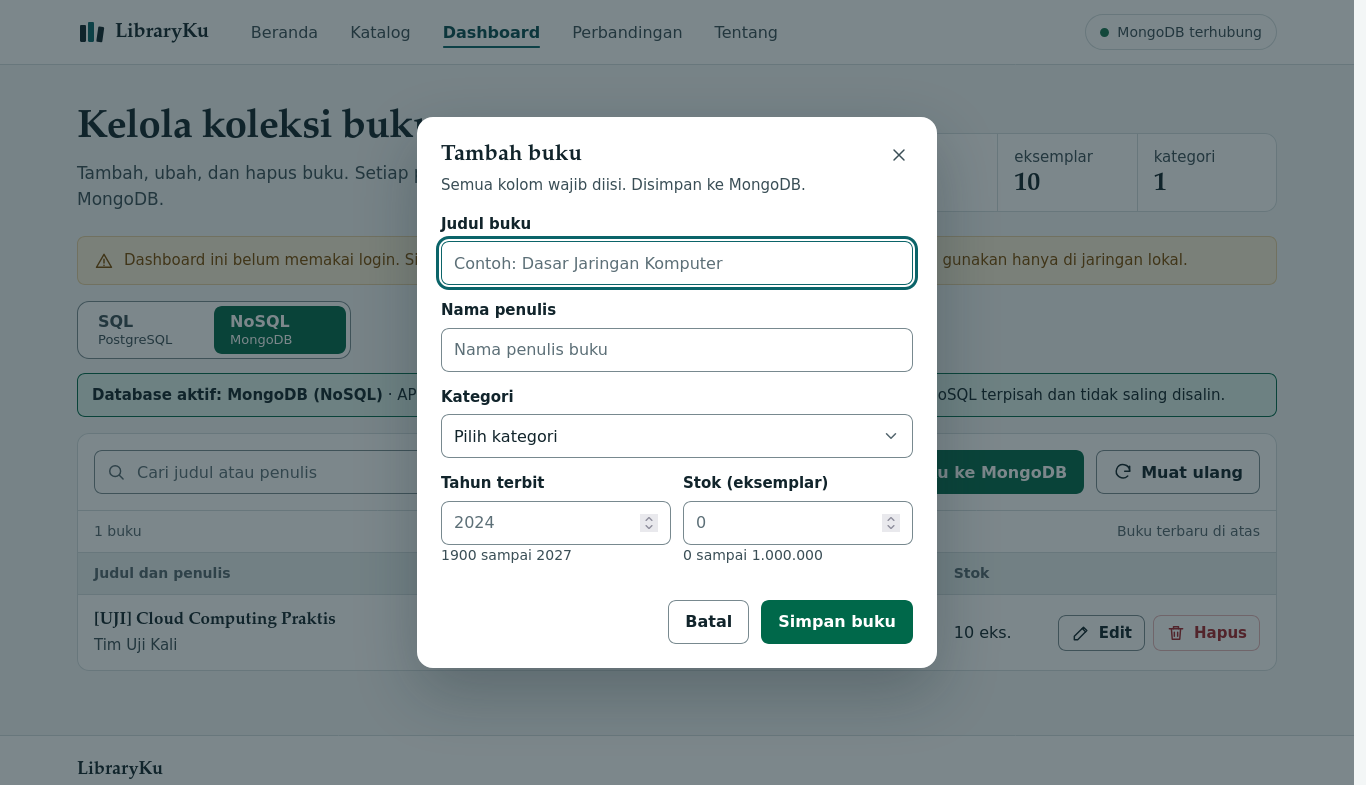 LibraryKu
Beranda
Katalog
Dashboard
Perbandingan
Tentang
MongoDB terhubung
Kelola koleksi buku
Tambah, ubah, dan hapus buku. Setiap
MongoDB.
eksemplar
10
kategori
1
Dashboard ini belum memakai login.
gunakan hanya di jaringan lokal.
SQL
PostgreSQL
NoSQL
MongoDB
Database aktif: MongoDB (NoSQL) ·
terpisah dan tidak saling disalin.
Cari judul atau penulis
ke MongoDB
Muat ulang
1 buku
Buku terbaru di atas
Judul dan penulis
Stok
[UJI] Cloud Computing Praktis
Tim Uji Kali
10 eks.
Edit
Hapus
LibraryKu
Tambah buku
Semua kolom wajib diisi. Disimpan ke MongoDB.
Judul buku
Contoh: Dasar Jaringan Komputer
Nama penulis
Nama penulis buku
Kategori
Pilih kategori
Tahun terbit
2024
1900 sampai 2027
Stok (eksemplar)
0
0 sampai 1.000.000
Batal
Simpan buku